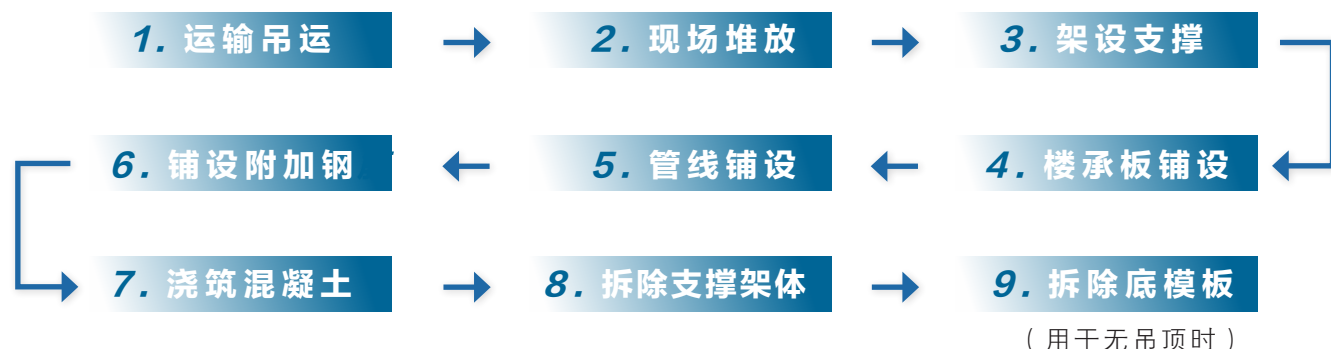 1. 运输吊运
2. 现场堆放
3. 架设支撑
4. 楼承板铺设
5. 管线铺设
6. 铺设附加钢
7. 浇筑混凝土
8. 拆除支撑架体
9. 拆除底模板
（用于无吊顶时）